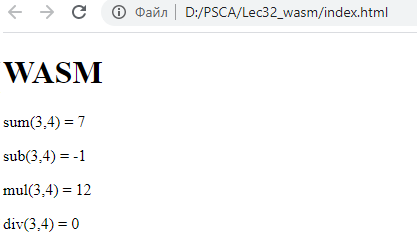 Файл D:/PSCA/Lec32_wasm/index.html
WASM
sum(3,4) = 7
sub(3,4) = -1
mul(3,4) = 12
div(3,4) = 0